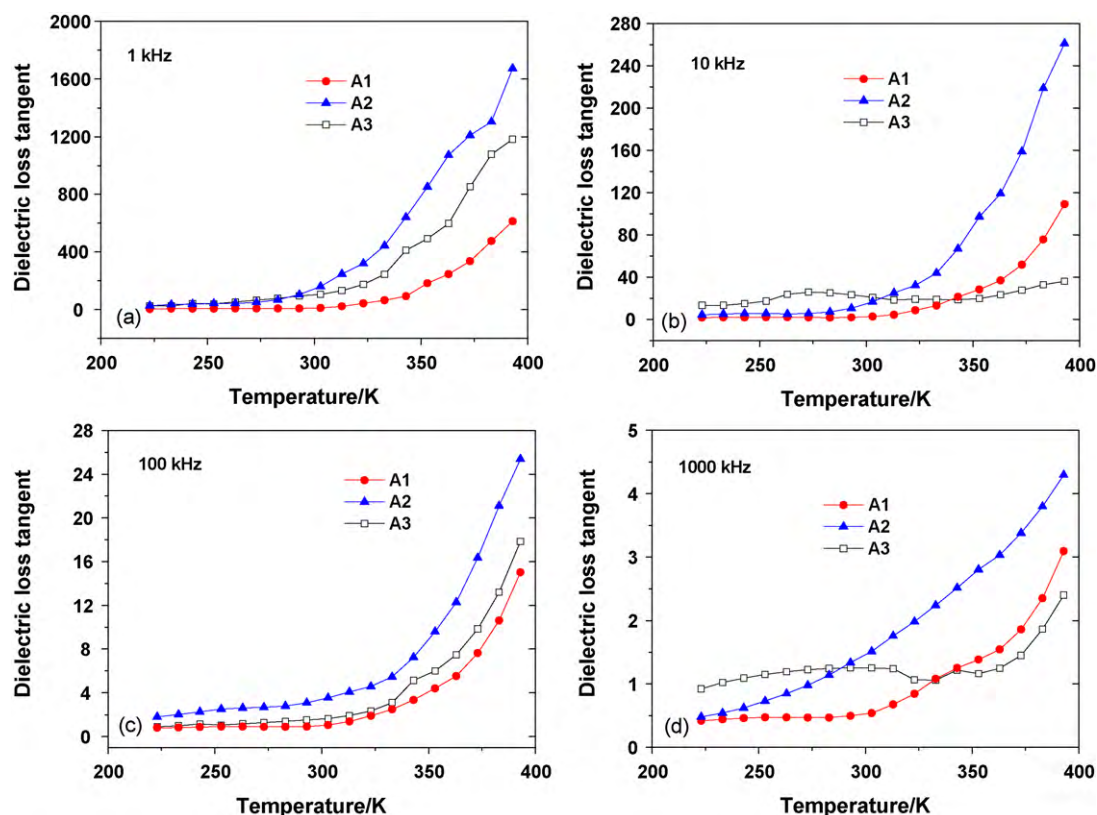 2000
1600
1200
800
400
0
Dielectric loss tangent
1 kHz
A1
A2
A3
(a)
200 250 300 350 400
Temperature/K
280
240
200
160
120
80
40
0
Dielectric loss tangent
10 kHz
A1
A2
A3
(b)
200 250 300 350 400
Temperature/K
28
24
20
16
12
8
4
0
Dielectric loss tangent
100 kHz
A1
A2
A3
(c)
200 250 300 350 400
Temperature/K
5
4
3
2
1
0
Dielectric loss tangent
1000 kHz
A1
A2
A3
(d)
200 250 300 350 400
Temperature/K